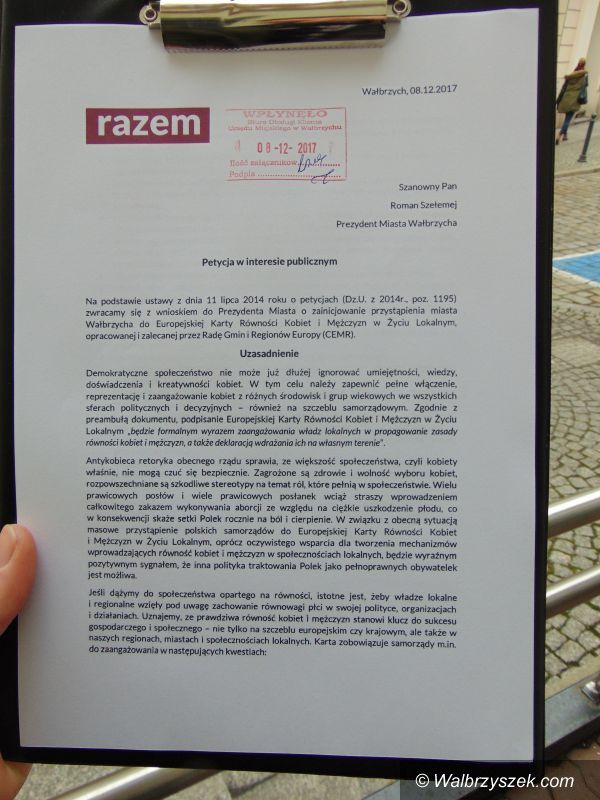 Wałbrzych, 08.12.2017
razem
WPŁYNĘŁO
Biura Obsługi Klienta
Urzędu Miejskiego w Wałbrzychu
08 -12- 2017
Ilość załączników
Podpis
Szanowny Pan
Roman Szełemej
Prezydent Miasta Wałbrzycha
Petycja w interesie publicznym
Na podstawie ustawy z dnia 11 lipca 2014 roku o petycjach (Dz.U. z 2014r., poz. 1195)
zwracamy się z wnioskiem do Prezydenta Miasta o zainicjowanie przystąpienia miasta
Wałbrzycha do Europejskiej Karty Równości Kobiet i Mężczyzn w Życiu Lokalnym,
opracowanej i zalecanej przez Radę Gmin i Regionów Europy (CEMR).
Uzasadnienie
Demokratyczne społeczeństwo nie może już dłużej ignorować umiejętności, wiedzy,
doświadczenia i kreatywności kobiet. W tym celu należy zapewnić pełne włączenie,
reprezentację i zaangażowanie kobiet z różnych środowisk i grup wiekowych we wszystkich
sferach politycznych i decyzyjnych – również na szczeblu samorządowym. Zgodnie z
preambułą dokumentu, podpisanie Europejskiej Karty Równości Kobiet i Mężczyzn w Życiu
Lokalnym „będzie formalnym wyrazem zaangażowania władz lokalnych w propagowanie zasady
równości kobiet i mężczyzn, a także deklaracją wdrażania ich na własnym terenie”.
Antykobieca retoryka obecnego rządu sprawia, ze większość społeczeństwa, czyli kobiety
właśnie, nie mogą czuć się bezpiecznie. Zagrożone są zdrowie i wolność wyboru kobiet,
rozpowszechniane są szkodliwe stereotypy na temat ról, które pełnią w społeczeństwie. Wielu
prawicowych posłów i wiele prawicowych posłanek wciąż straszy wprowadzeniem
całkowitego zakazem wykonywania aborcji ze względu na ciężkie uszkodzenie płodu, co
w konsekwencji skaże setki Polek rocznie na ból i cierpienie. W związku z obecną sytuacją
masowe przystąpienie polskich samorządów do Europejskiej Karty Równości Kobiet
i Mężczyzn w Życiu Lokalnym, oprócz oczywistego wsparcia dla tworzenia mechanizmów
wprowadzających równość kobiet i mężczyzn w społecznościach lokalnych, będzie wyraźnym
pozytywnym sygnałem, że inna polityka traktowania Polek jako pełnoprawnych obywatelek
jest możliwa.
Jeśli dążymy do społeczeństwa opartego na równości, istotne jest, żeby władze lokalne
i regionalne wzięły pod uwagę zachowanie równowagi płci w swojej polityce, organizacjach
i działaniach. Uznajemy, ze prawdziwa równość kobiet i mężczyzn stanowi klucz do sukcesu
gospodarczego i społecznego – nie tylko na szczeblu europejskim czy krajowym, ale także w
naszych regionach, miastach i społecznościach lokalnych. Karta zobowiązuje samorządy m.in.
do zaangażowania w następujących kwestiach:
© Walbrzyszek.com